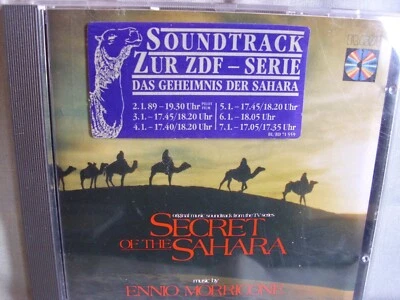 SOUNDTRACK
ZUR ZDF-SERIE
DAS GEHEIMNIS DER SAHARA
2.1.89-19.30 Uhr
3.1.-17.45/18.20 Uhr
4.1.-17.40/18.20 Uhr
5.1.-17.45/18.20 Uhr
6.1.-18.05 Uhr
7.1.-17.05/17.35 Uhr
original music soundtrack from the TV series
SECRET
OF THE SAHARA
music by
ENNIO MORRICONE